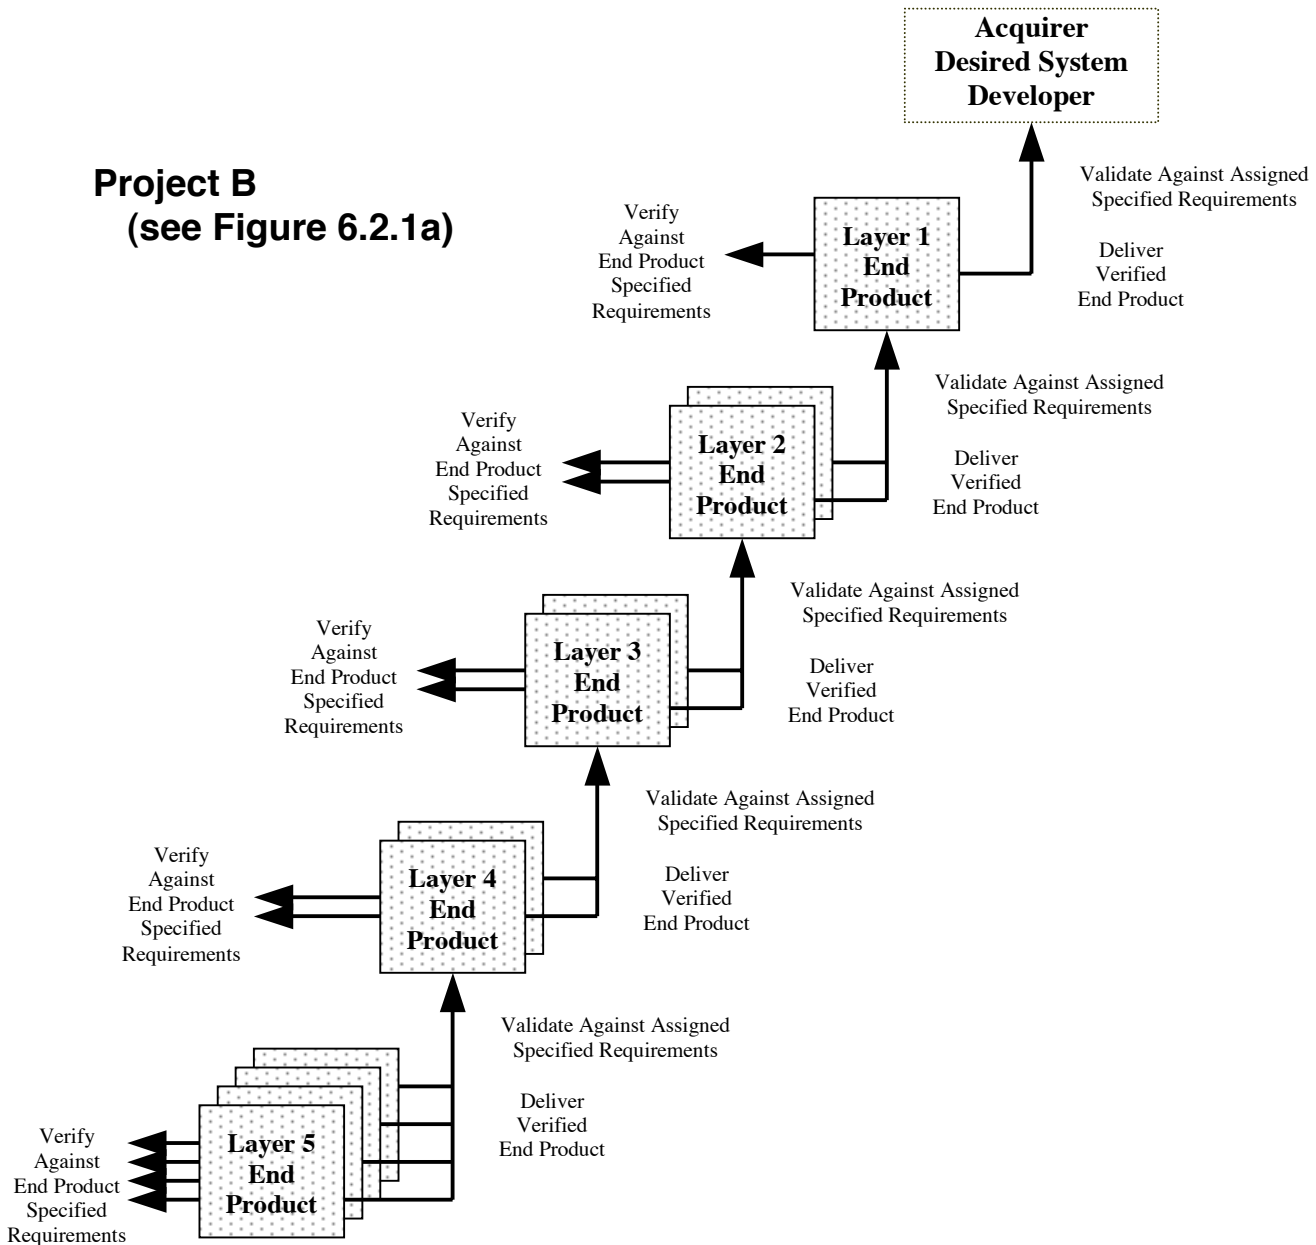 Acquirer
Desired System
Developer
Project B
(see Figure 6.2.1a)
Validate Against Assigned
Specified Requirements
Deliver
Verified
End Product
Verify
Against
End Product
Specified
Requirements
Layer 1
End
Product
Validate Against Assigned
Specified Requirements
Deliver
Verified
End Product
Verify
Against
End Product
Specified
Requirements
Layer 2
End
Product
Validate Against Assigned
Specified Requirements
Deliver
Verified
End Product
Verify
Against
End Product
Specified
Requirements
Layer 3
End
Product
Validate Against Assigned
Specified Requirements
Deliver
Verified
End Product
Verify
Against
End Product
Specified
Requirements
Layer 4
End
Product
Validate Against Assigned
Specified Requirements
Deliver
Verified
End Product
Verify
Against
End Product
Specified
Requirements
Layer 5
End
Product